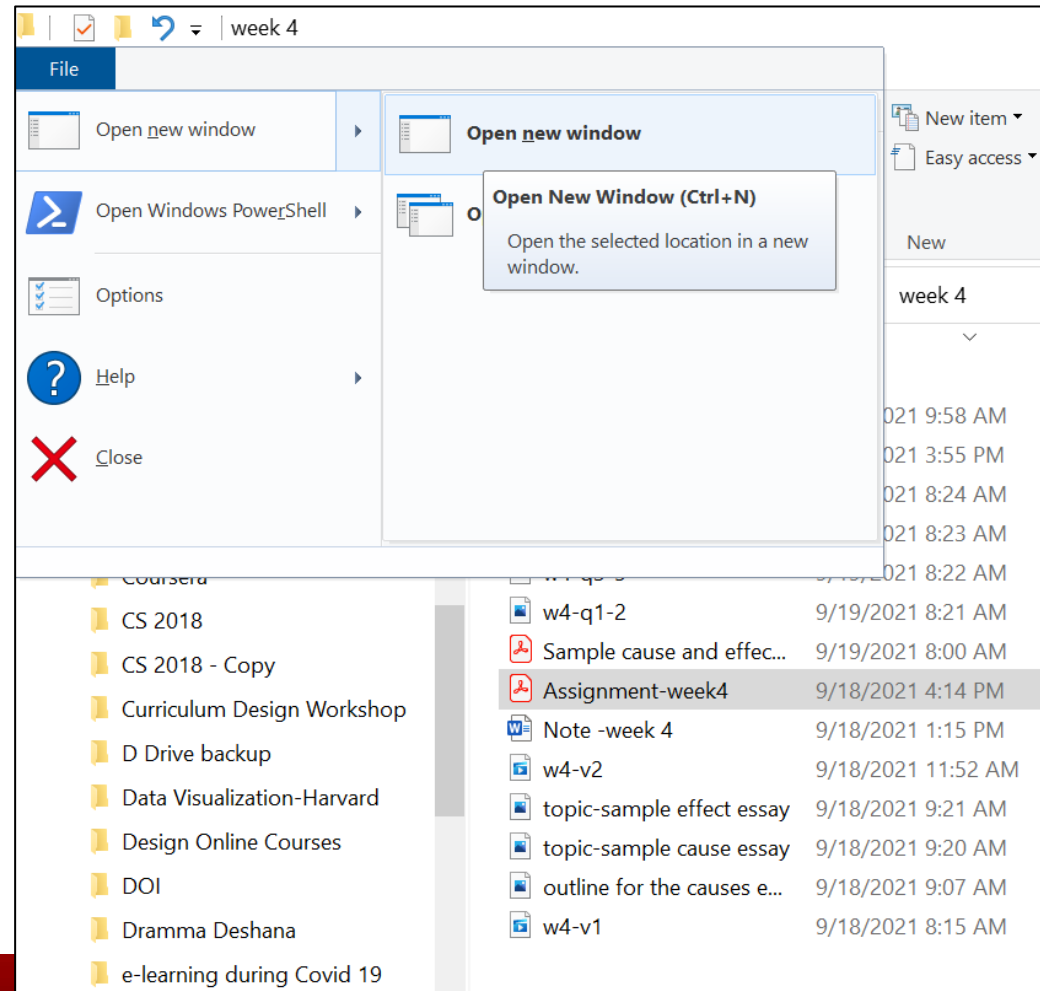 week 4
File
Open new window
Open new window
New item
Easy access
Open New Window (Ctrl+N)
Open the selected location in a new
window.
Open Windows PowerShell
O
New
Options
week 4
Help
Close
021 9:58 AM
021 3:55 PM
021 8:24 AM
021 8:23 AM
021 8:22 AM
Coursera
CS 2018
CS 2018 - Copy
Curriculum Design Workshop
D Drive backup
Data Visualization-Harvard
Design Online Courses
DOI
Dramma Deshana
e-learning during Covid 19
w4-q1-2 9/19/2021 8:21 AM
Sample cause and effec... 9/19/2021 8:00 AM
Assignment-week4 9/18/2021 4:14 PM
Note -week 4 9/18/2021 1:15 PM
w4-v2 9/18/2021 11:52 AM
topic-sample effect essay 9/18/2021 9:21 AM
topic-sample cause essay 9/18/2021 9:20 AM
outline for the causes e... 9/18/2021 9:07 AM
w4-v1 9/18/2021 8:15 AM